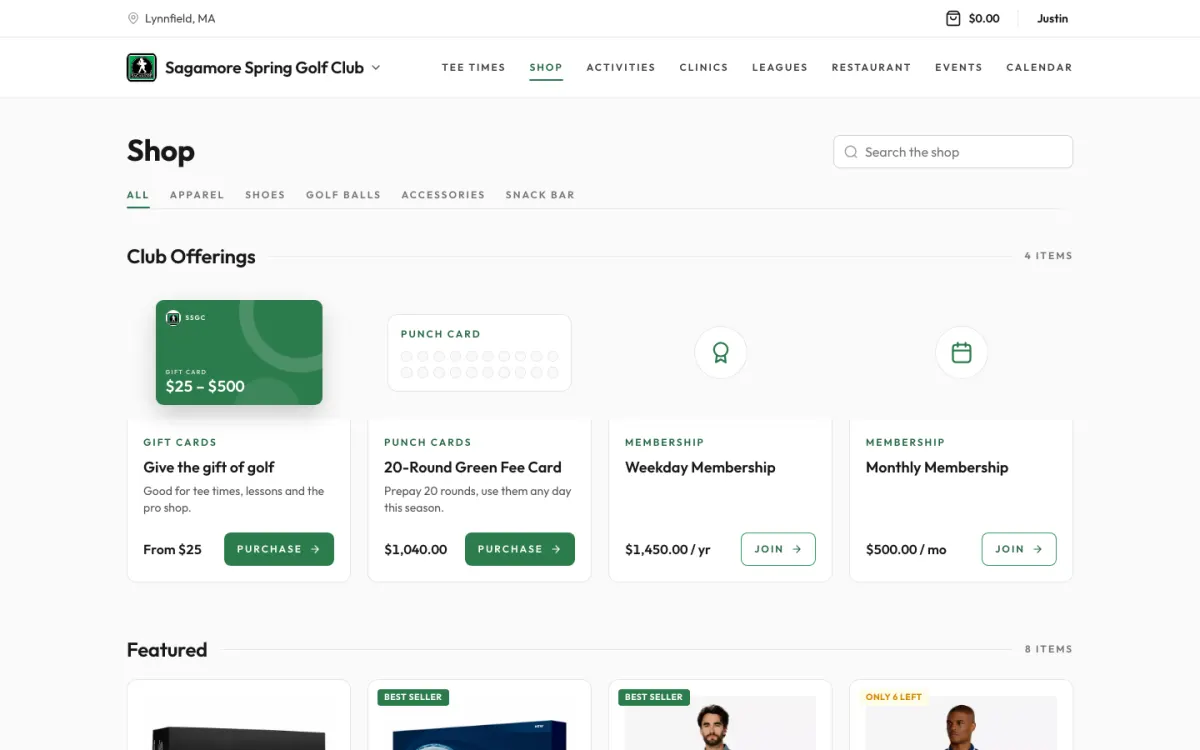 Lynnfield, MA
$0.00
Justin
Sagamore Spring Golf Club
TEE TIMES
SHOP
ACTIVITIES
CLINICS
LEAGUES
RESTAURANT
EVENTS
CALENDAR
Shop
Search the shop
ALL
APPAREL
SHOES
GOLF BALLS
ACCESSORIES
SNACK BAR
Club Offerings
4 ITEMS
SSGC
GIFT CARD
$25 – $500
GIFT CARDS
Give the gift of golf
Good for tee times, lessons and the
pro shop.
From $25
PURCHASE →
PUNCH CARD
PUNCH CARDS
20-Round Green Fee Card
Prepay 20 rounds, use them any day
this season.
$1,040.00
PURCHASE →
MEMBERSHIP
Weekday Membership
$1,450.00 / yr
JOIN →
MEMBERSHIP
Monthly Membership
$500.00 / mo
JOIN →
Featured
8 ITEMS
BEST SELLER
BEST SELLER
ONLY 6 LEFT